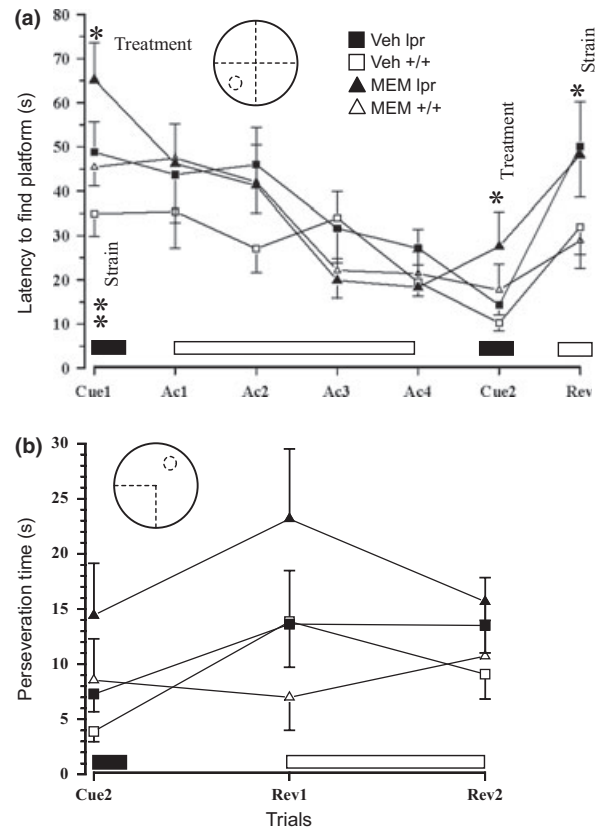 (a)
* Treatment
Veh lpr
Veh +/+
MEM lpr
MEM +/+
* Strain
* Treatment
** Strain
Latency to find platform (s)
80
70
60
50
40
30
20
10
0
Cue1 Ac1 Ac2 Ac3 Ac4 Cue2 Rev
(b)
Perseveration time (s)
30
25
20
15
10
5
0
Cue2 Rev1 Rev2
Trials